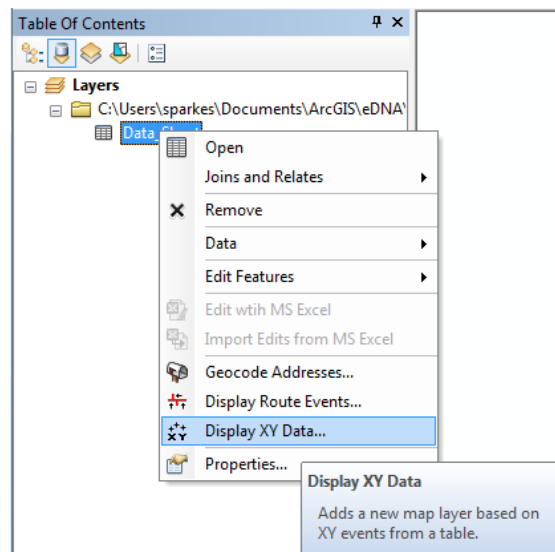 Table Of Contents
Layers
C:\Users\sparkes\Documents\ArcGIS\eDNA\
Open
Joins and Relates
Remove
Data
Edit Features
Edit wtih MS Excel
Import Edits from MS Excel
Geocode Addresses...
Display Route Events...
XY
Display XY Data...
Properties...
Display XY Data
Adds a new map layer based on
XY events from a table.